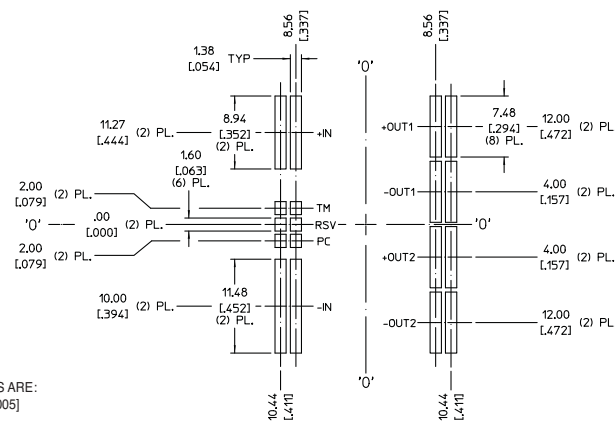 8.56
[.337]
8.56
[.337]
1.38
[.054]
TYP
'0'
'0'
11.27
[.444]
(2) PL.
8.94
[.352]
(2) PL.
+IN
1.60
[.063]
(6) PL.
2.00
[.079]
(2) PL.
TM
'0'
.00
[.000]
(2) PL.
RSV
2.00
[.079]
(2) PL.
PC
10.00
[.394]
(2) PL.
11.48
[.452]
(2) PL.
-IN
10.44
[.411]
'0'
+OUT1
7.48
[.294]
(8) PL.
12.00
[.472]
(2) PL
-OUT1
4.00
[.157]
(2) PL.
'0'
+OUT2
4.00
[.157]
(2) PL.
-OUT2
12.00
[.472]
(2) PL
10.44
[.411]
S ARE:
005]